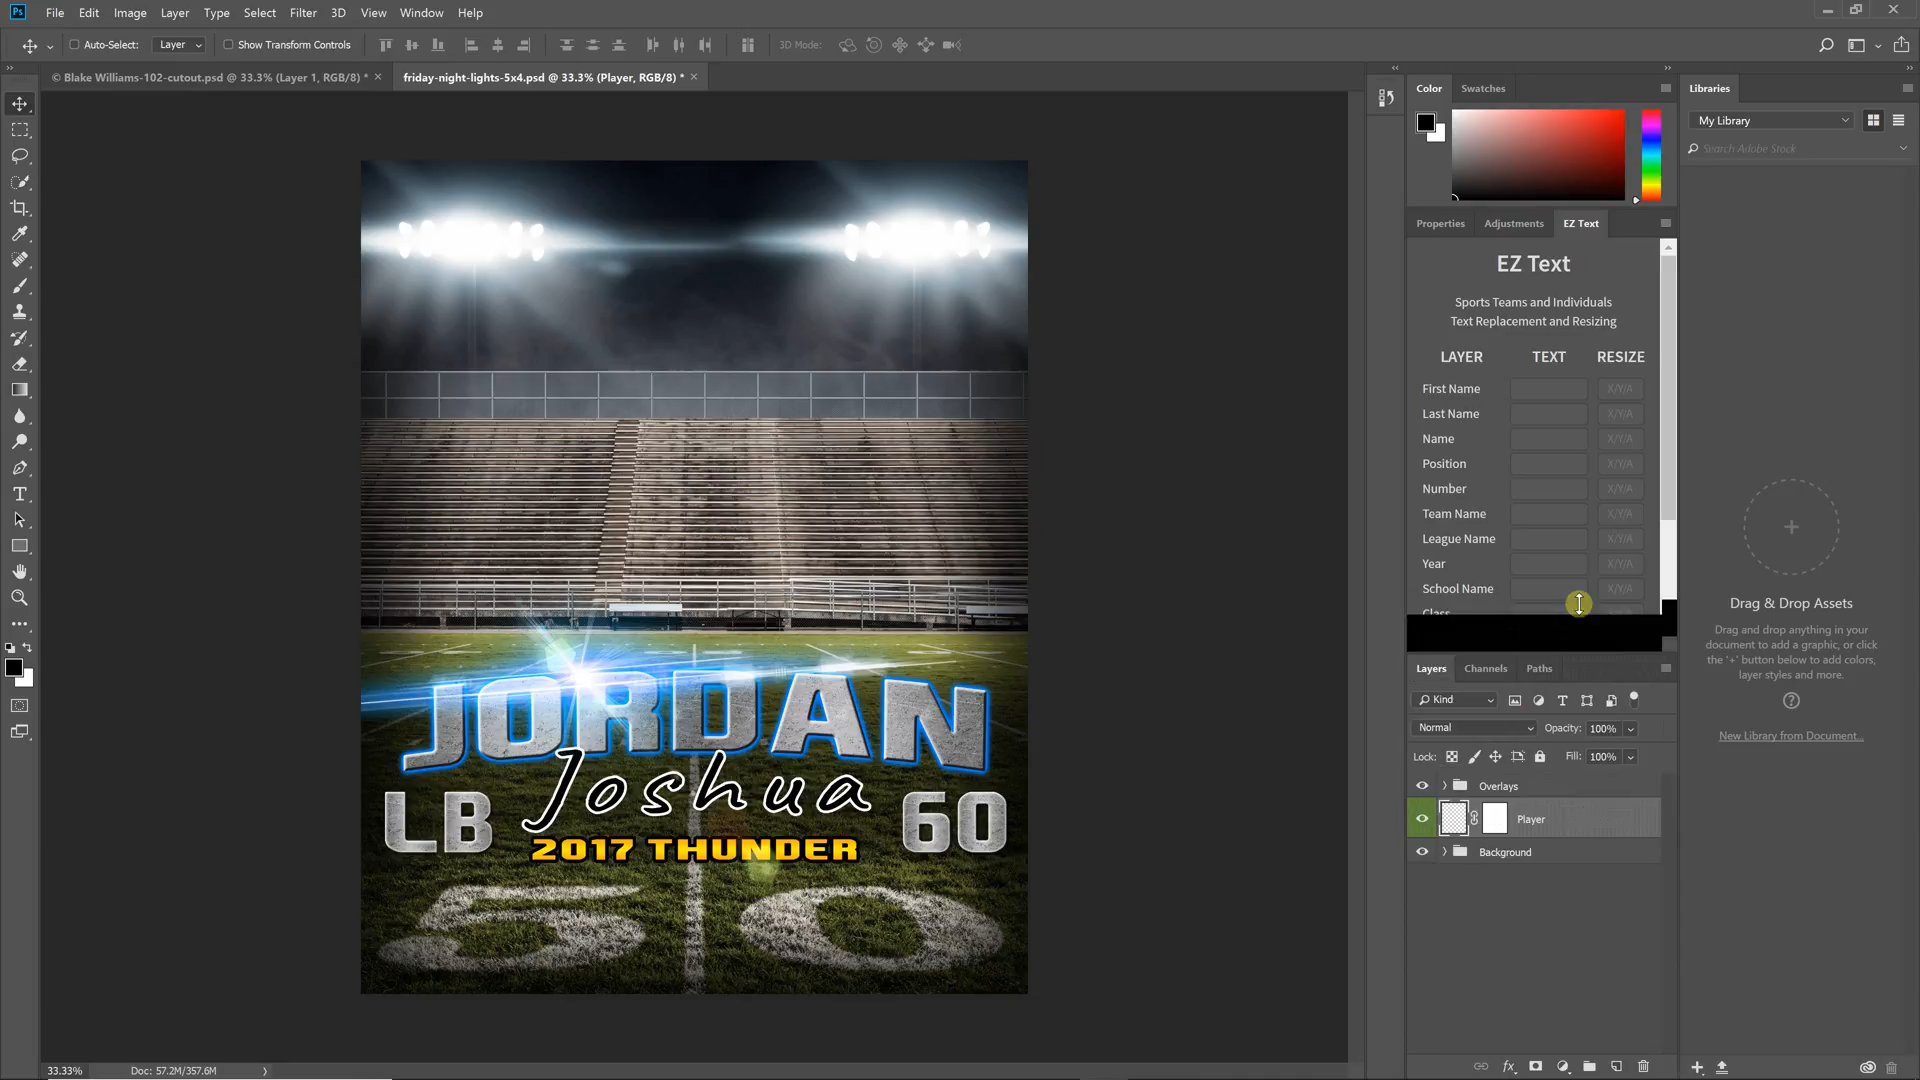 Ps File Edit Image Layer Type Select Filter 3D View Window Help
Auto-Select: Layer Show Transform Controls 3D Mode:
© Blake Williams-102-cutout.psd @ 33.3% (Layer 1, RGB/8) * ×
friday-night-lights-5x4.psd @ 33.3% (Player, RGB/8) * ×
JORDAN
Joshua
LB
60
2017 THUNDER
5 0
33.33% Doc: 57.2M/357.6M
Color Swatches
Properties Adjustments EZ Text
EZ Text
Sports Teams and Individuals
Text Replacement and Resizing
LAYER TEXT RESIZE
First Name X/Y/A
Last Name X/Y/A
Name X/Y/A
Position X/Y/A
Number X/Y/A
Team Name X/Y/A
League Name X/Y/A
Year X/Y/A
School Name X/Y/A
Class
Layers Channels Paths
Kind
Normal Opacity: 100%
Lock: Fill: 100%
Overlays
Player
Background
fx
Libraries
My Library
Search Adobe Stock
Drag & Drop Assets
Drag and drop anything in your
document to add a graphic, or click
the '+' button below to add colors,
layer styles and more.
New Library from Document...